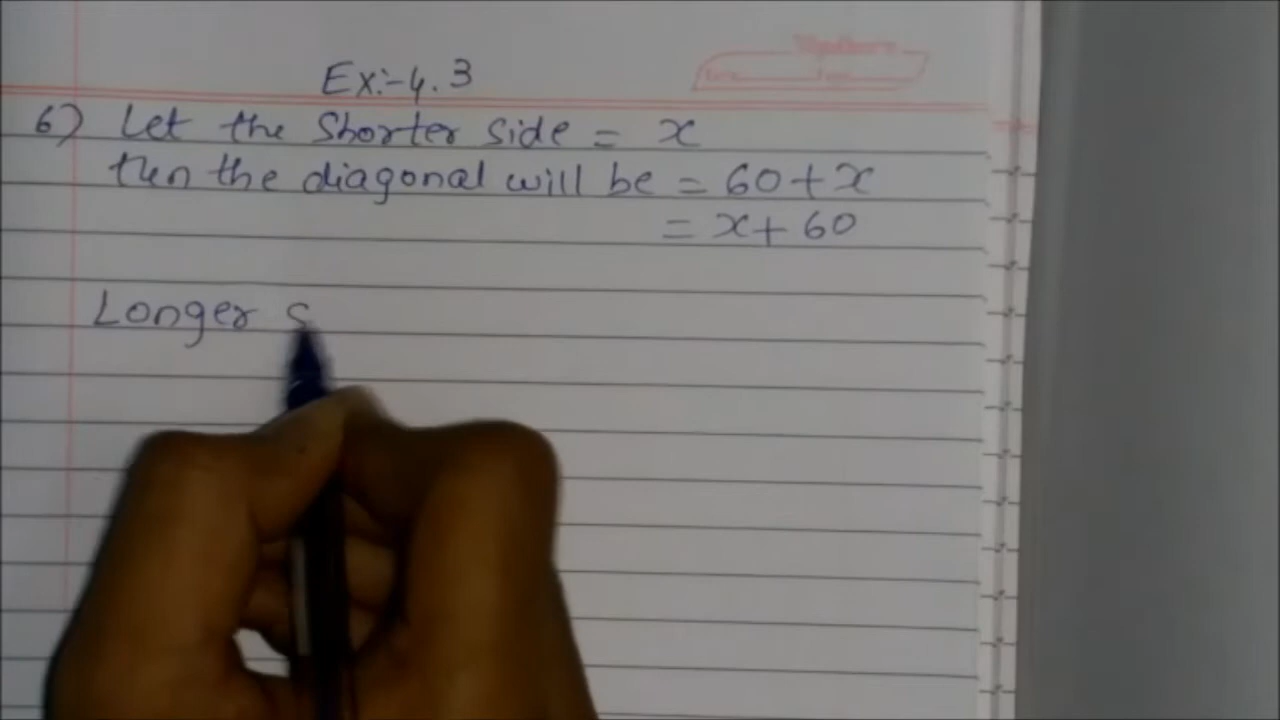 Ex:- 4.3
6) Let the Shorter side = x
then the diagonal will be = 60 + x
= x + 60
Longer s